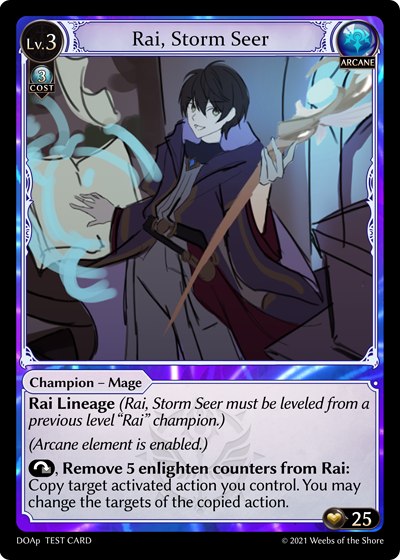 Lv.3
Rai, Storm Seer
ARCANE
3
COST
Champion – Mage
Rai Lineage (Rai, Storm Seer must be leveled from a
previous level “Rai” champion.)
(Arcane element is enabled.)
, Remove 5 enlighten counters from Rai:
Copy target activated action you control. You may
change the targets of the copied action.
25
DOAp TEST CARD
© 2021 Weebs of the Shore